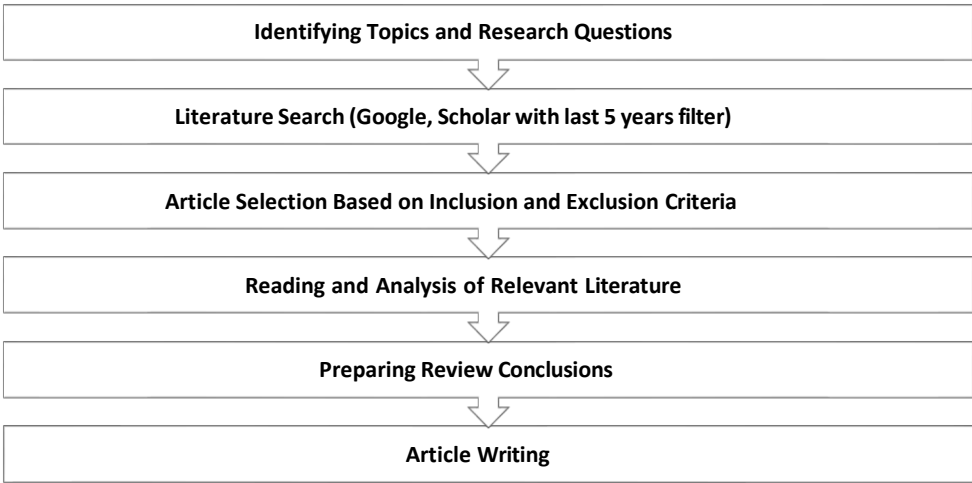 Identifying Topics and Research Questions
Literature Search (Google, Scholar with last 5 years filter)
Article Selection Based on Inclusion and Exclusion Criteria
Reading and Analysis of Relevant Literature
Preparing Review Conclusions
Article Writing